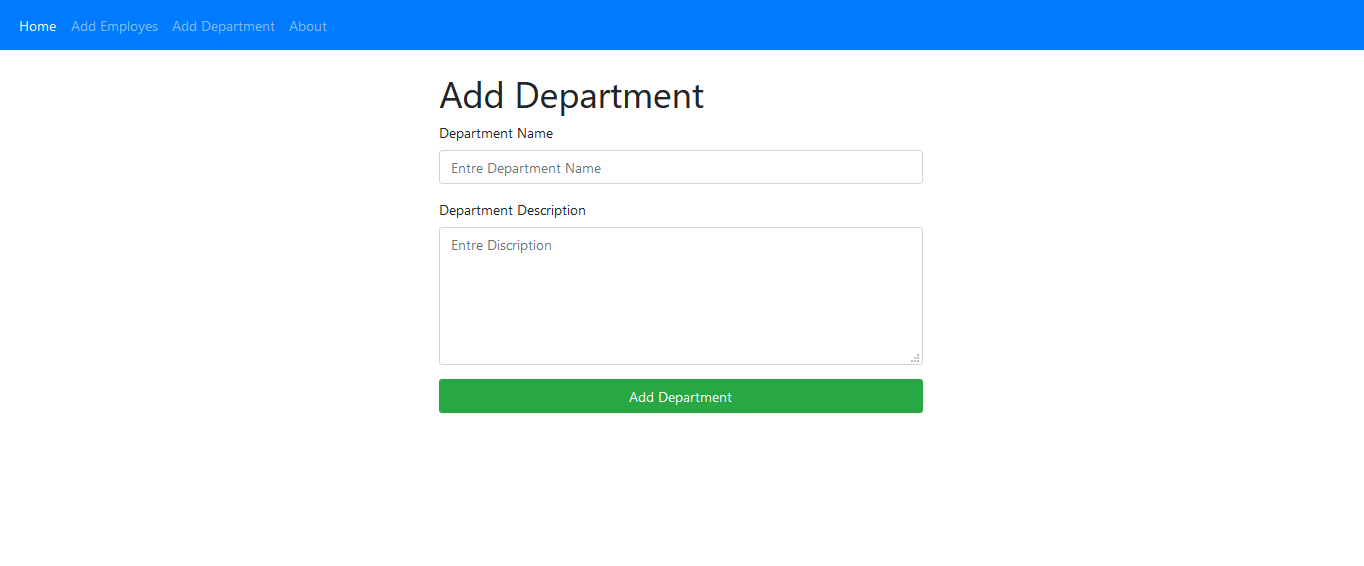 Home Add Employes Add Department About
Add Department
Department Name
Entre Department Name
Department Description
Entre Discription
Add Department